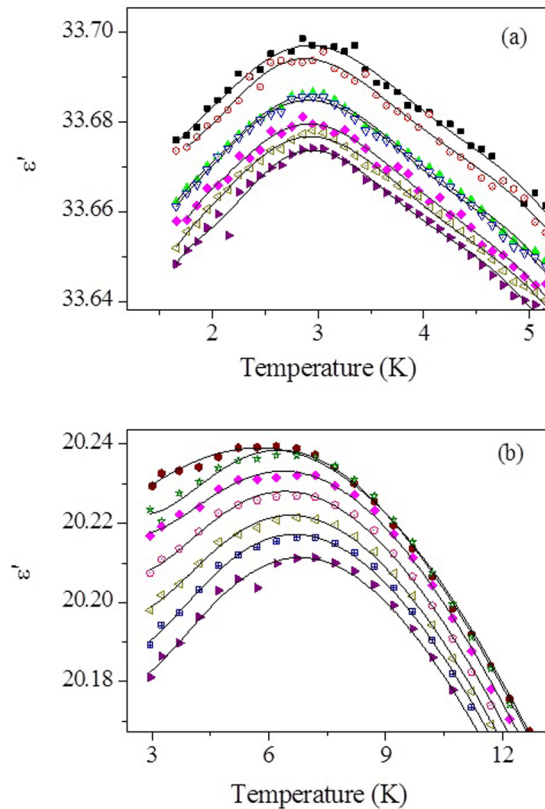 (a)
33.70
33.68
33.66
33.64
ε'
2 3 4 5
Temperature (K)
(b)
20.24
20.22
20.20
20.18
ε'
3 6 9 12
Temperature (K)